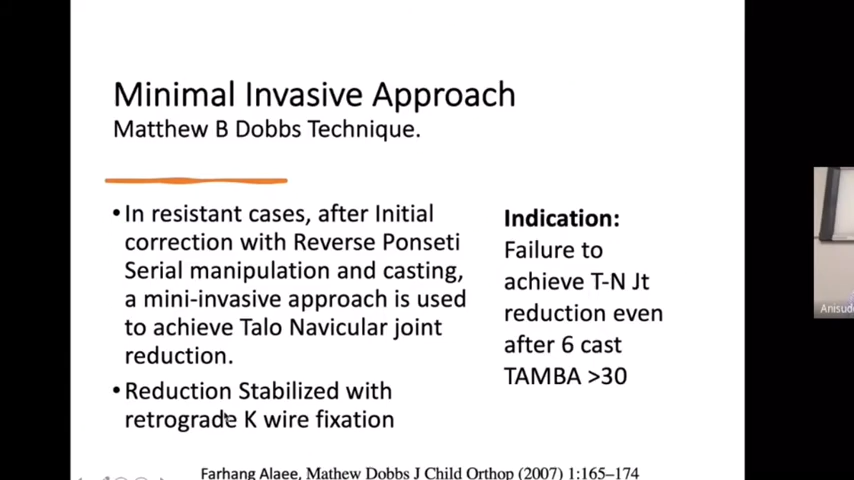 Minimal Invasive Approach
Matthew B Dobbs Technique.
•In resistant cases, after Initial
correction with Reverse Ponseti
Serial manipulation and casting,
a mini-invasive approach is used
to achieve Talo Navicular joint
reduction.
•Reduction Stabilized with
retrograde K wire fixation
Indication:
Failure to
achieve T-N Jt
reduction even
after 6 cast
TAMBA >30
Farhang Alaee, Mathew Dobbs J Child Orthop (2007) 1:165–174
Anisud